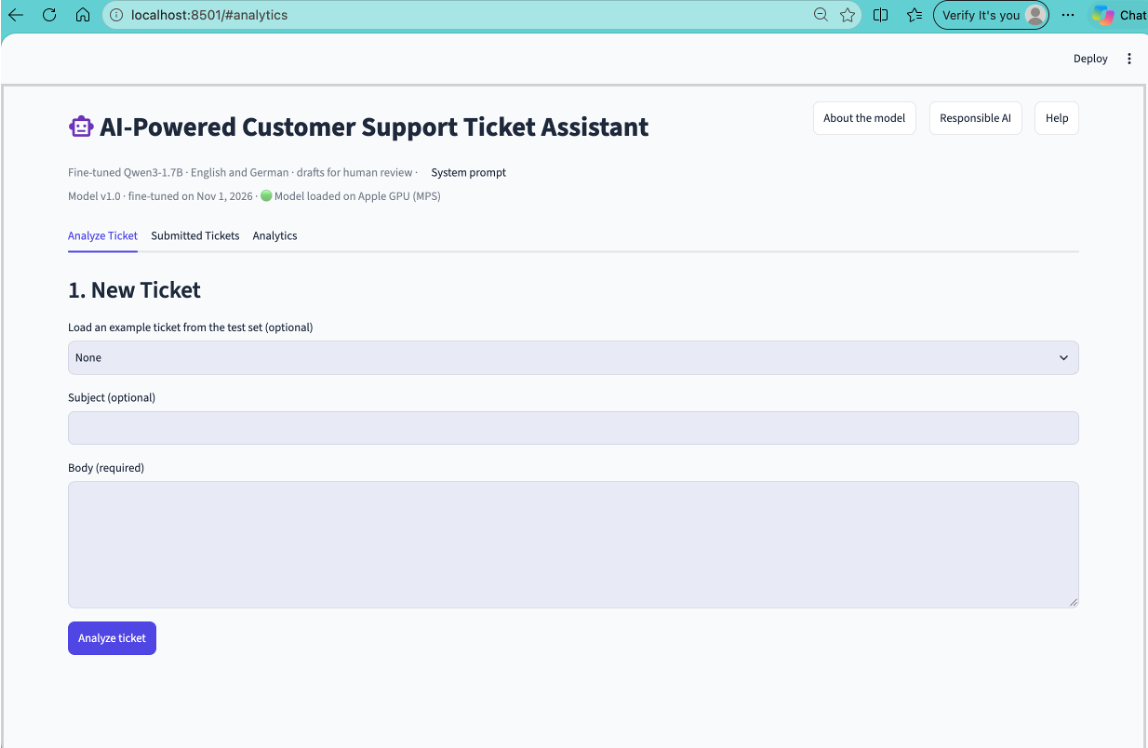 localhost:8501/#analytics
Verify It's you
Chat
Deploy
AI-Powered Customer Support Ticket Assistant
About the model
Responsible AI
Help
Fine-tuned Qwen3-1.7B · English and German · drafts for human review · System prompt
Model v1.0 · fine-tuned on Nov 1, 2026 · Model loaded on Apple GPU (MPS)
Analyze Ticket
Submitted Tickets
Analytics
1. New Ticket
Load an example ticket from the test set (optional)
None
Subject (optional)
Body (required)
Analyze ticket